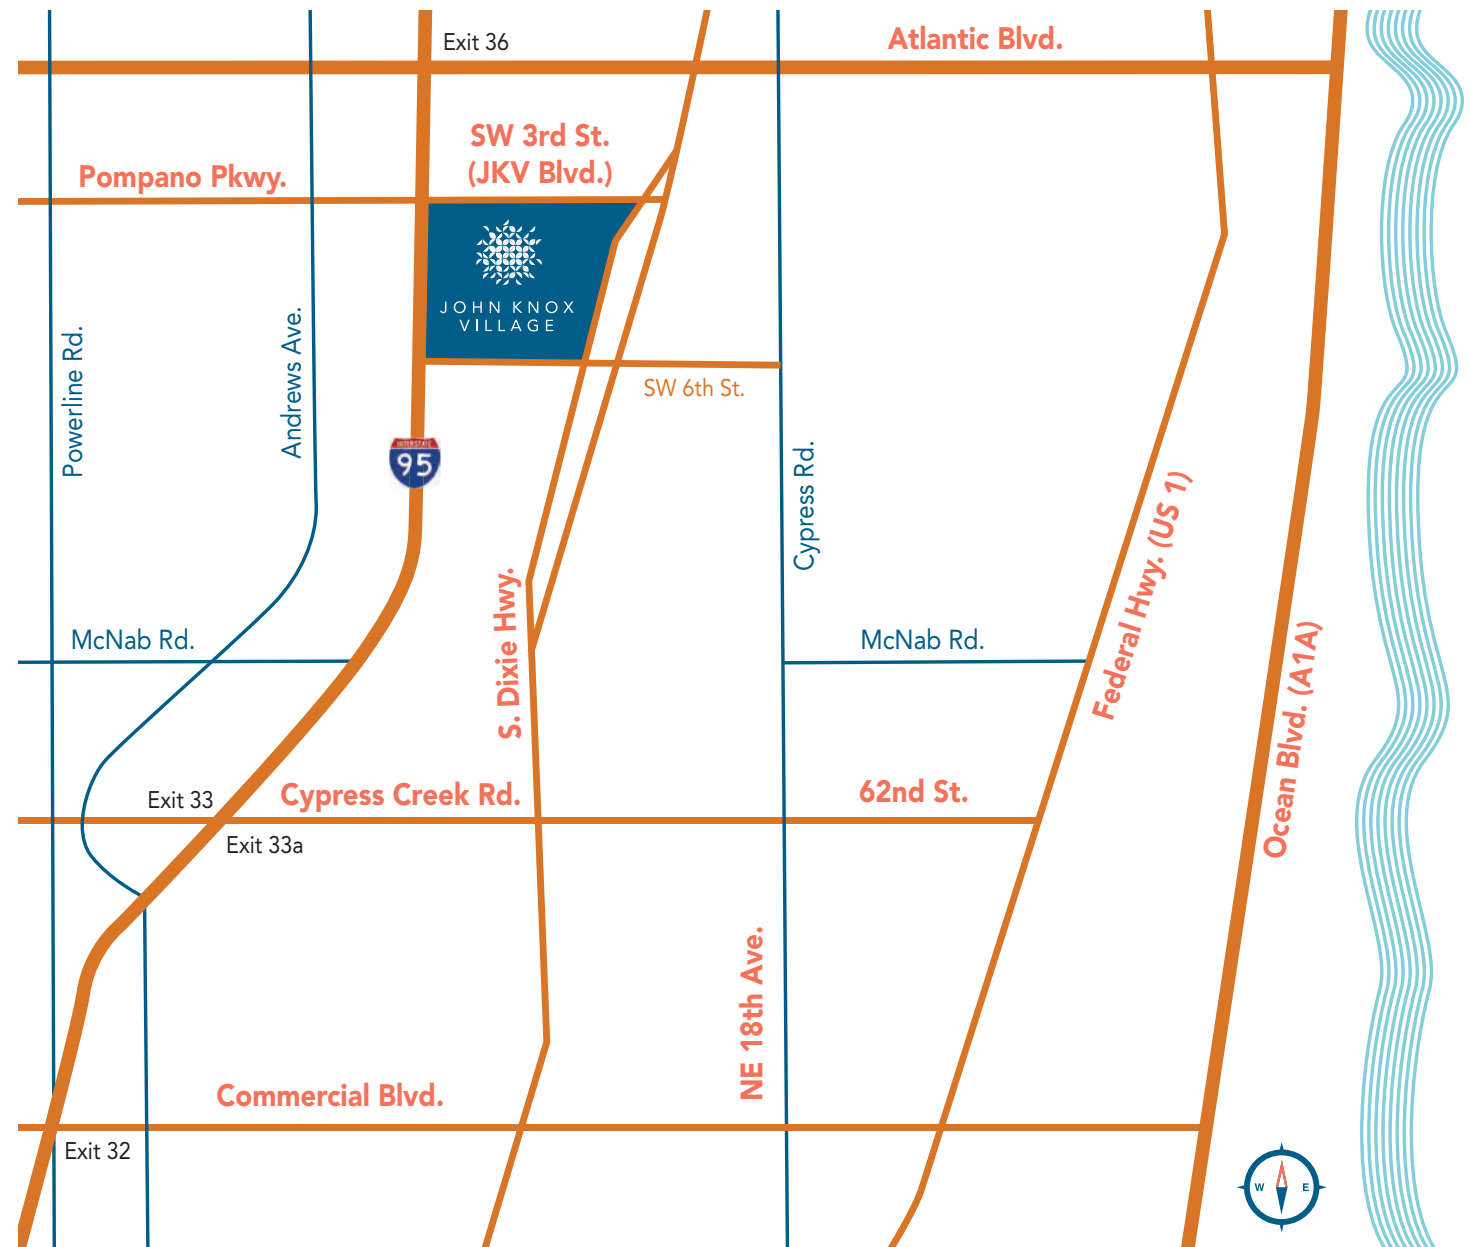 Exit 36
Atlantic Blvd.
SW 3rd St.
(JKV Blvd.)
Pompano Pkwy.
JOHN KNOX
VILLAGE
Powerline Rd.
Andrews Ave.
SW 6th St.
INTERSTATE
95
Cypress Rd.
Federal Hwy. (US 1)
S. Dixie Hwy.
McNab Rd.
McNab Rd.
Ocean Blvd. (A1A)
Exit 33
Cypress Creek Rd.
62nd St.
Exit 33a
NE 18th Ave.
Commercial Blvd.
Exit 32
W E